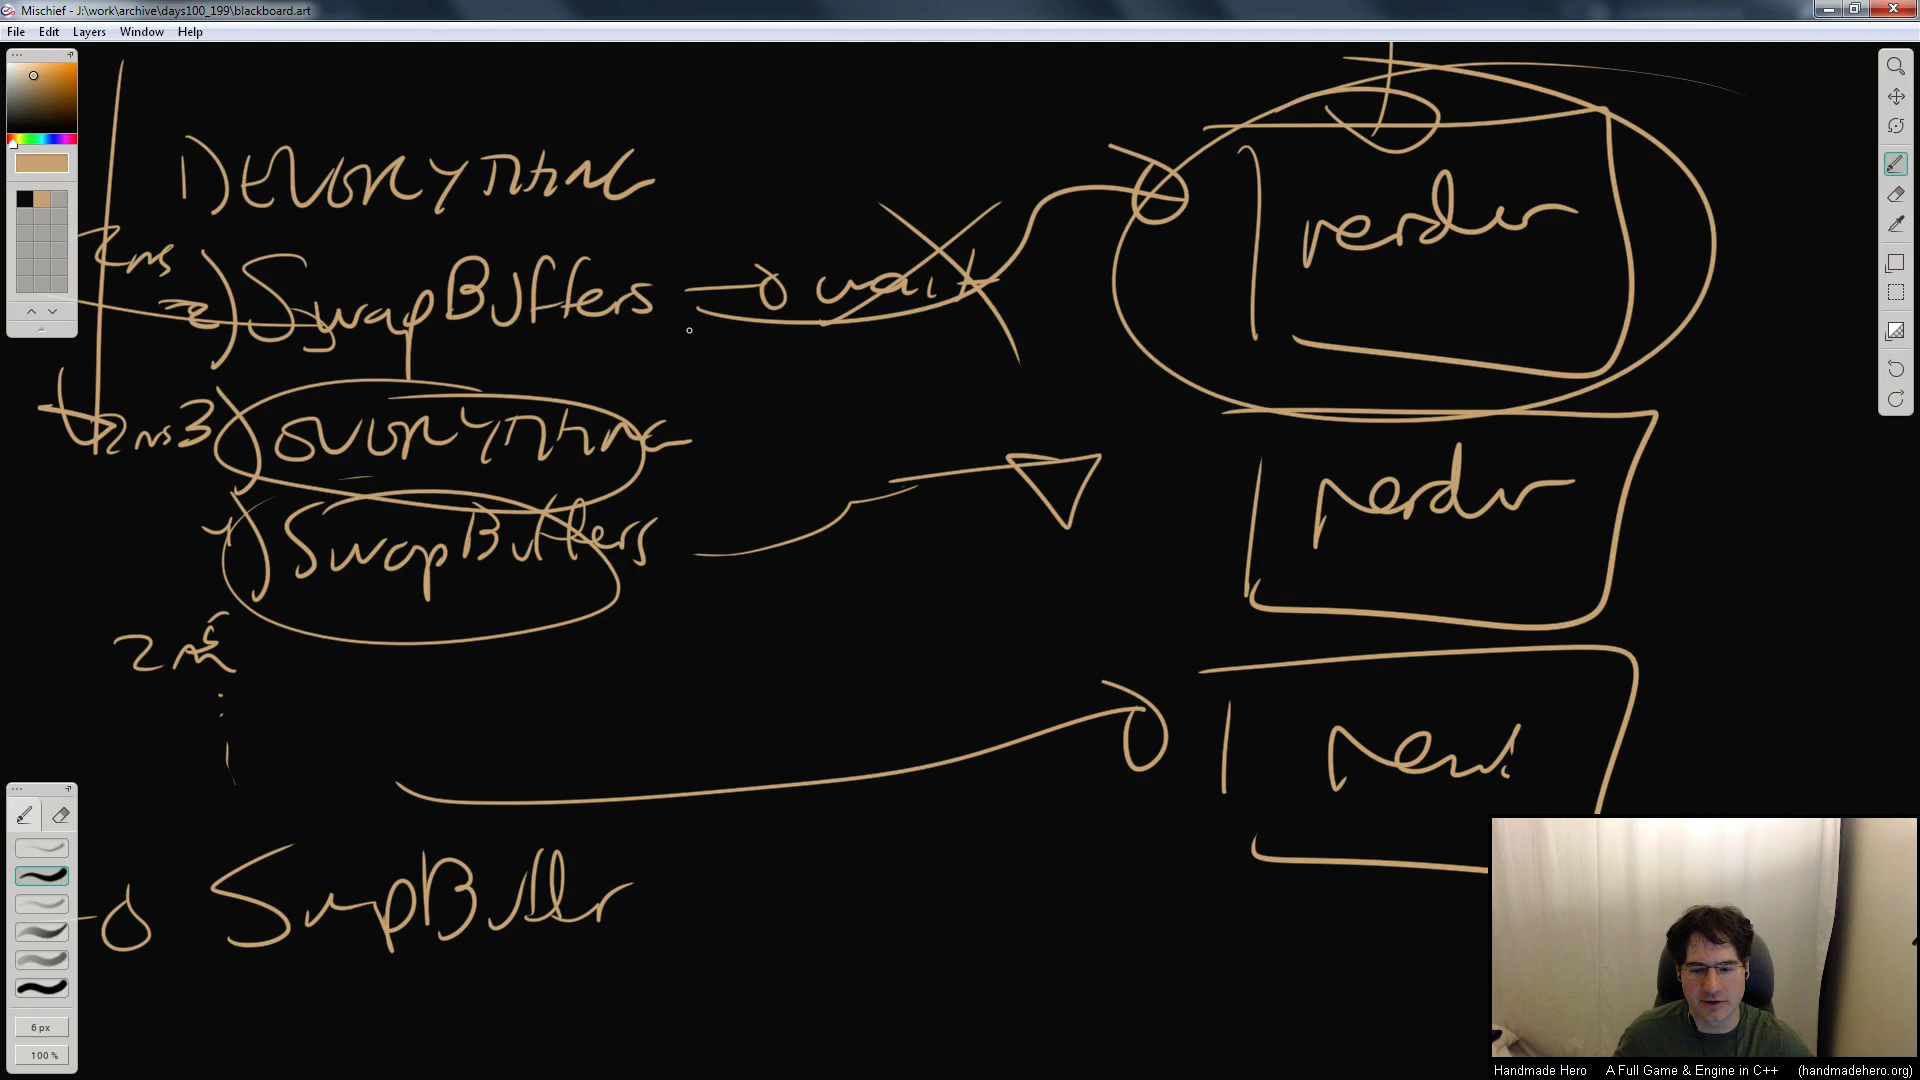 Mischief - J:\work\archive\days100_199\blackboard.art
File Edit Layers Window Help
1) EVERYTHING
2ms 2) SwapBuffers → wait
render
2ms 3) EVERYTHING
4) SwapBuffers
render
2ms
rend
SwapBuffer
6 px
100 %
Handmade Hero A Full Game & Engine in C++ (handmadehero.org)